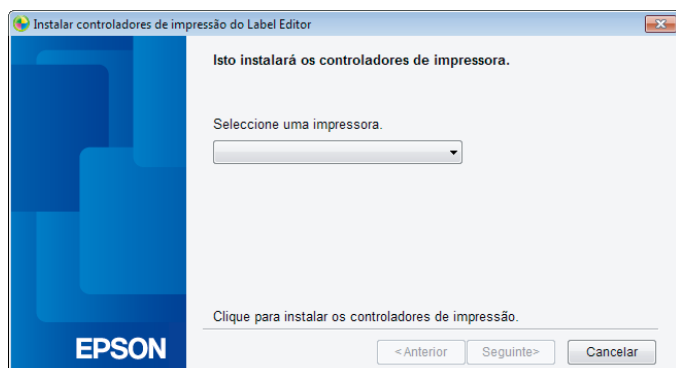 Instalar controladores de impressão do Label Editor
Isto instalará os controladores de impressora.
Seleccione uma impressora.
Clique para instalar os controladores de impressão.
EPSON
<Anterior
Seguinte>
Cancelar